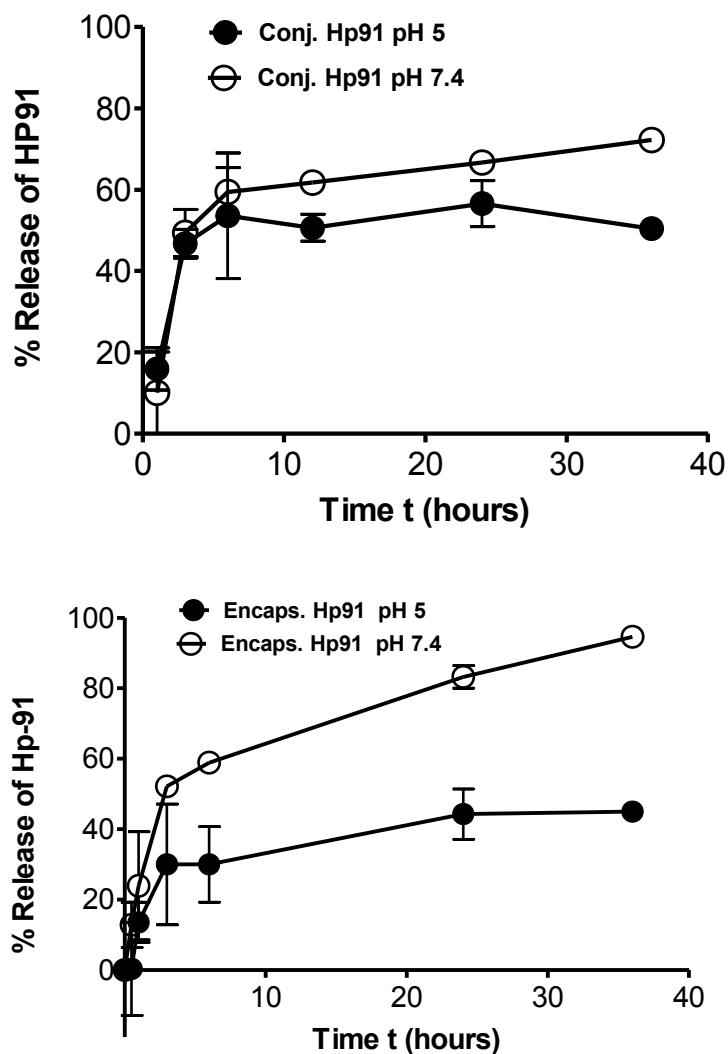 100
80
60
40
20
0
% Release of HP91
Conj. Hp91 pH 5
Conj. Hp91 pH 7.4
0 10 20 30 40
Time t (hours)
100
80
60
40
20
0
% Release of Hp-91
Encaps. Hp91 pH 5
Encaps. Hp91 pH 7.4
10 20 30 40
Time t (hours)